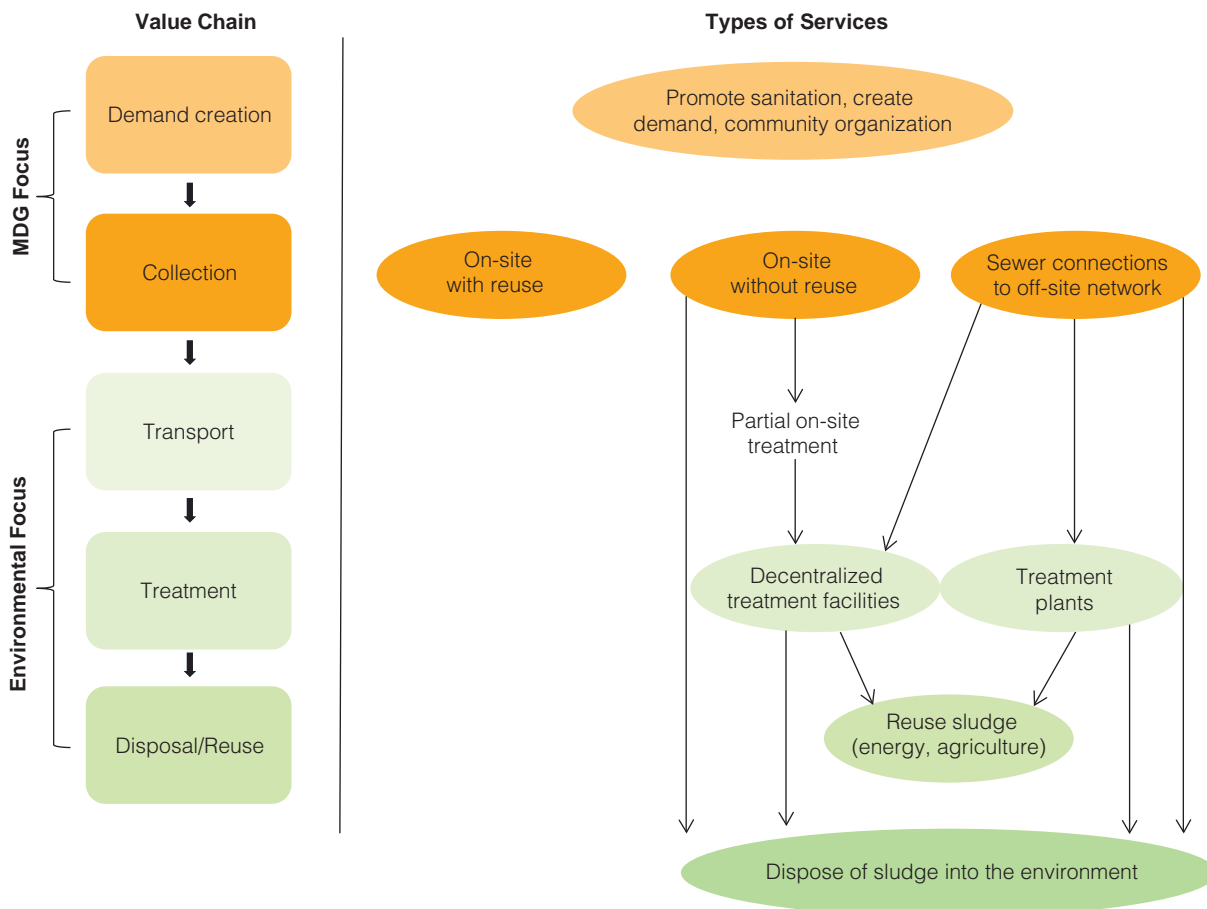 Value Chain
Types of Services
MDG Focus
Demand creation
Promote sanitation, create
demand, community organization
Collection
On-site
with reuse
On-site
without reuse
Sewer connections
to off-site network
Environmental Focus
Transport
Partial on-site
treatment
Treatment
Decentralized
treatment facilities
Treatment
plants
Disposal/Reuse
Reuse sludge
(energy, agriculture)
Dispose of sludge into the environment